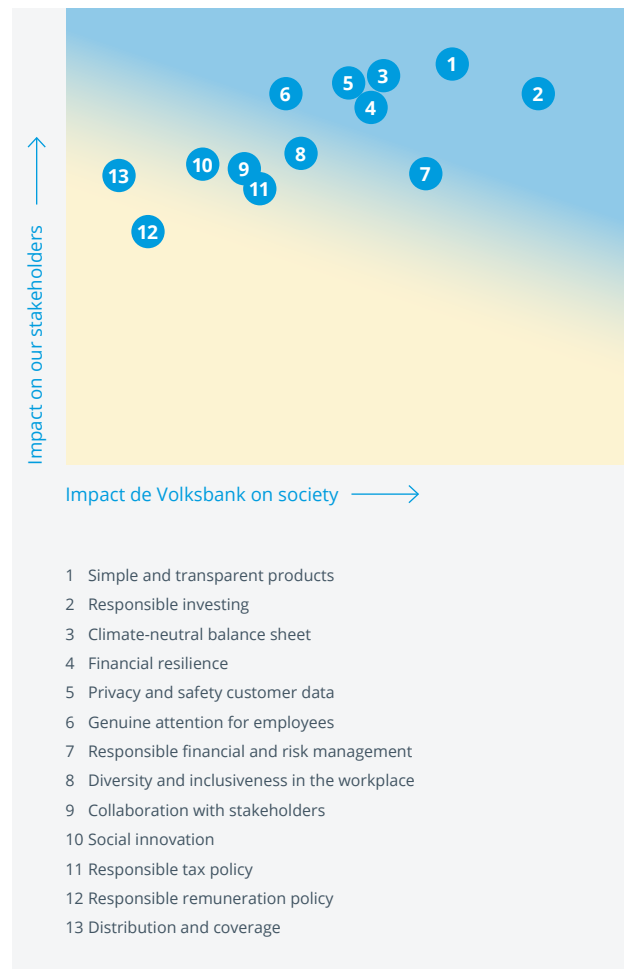 1
3
5
2
6
4
8
10
9
7
13
11
12
Impact on our stakeholders
Impact de Volksbank on society
1 Simple and transparent products
2 Responsible investing
3 Climate-neutral balance sheet
4 Financial resilience
5 Privacy and safety customer data
6 Genuine attention for employees
7 Responsible financial and risk management
8 Diversity and inclusiveness in the workplace
9 Collaboration with stakeholders
10 Social innovation
11 Responsible tax policy
12 Responsible remuneration policy
13 Distribution and coverage